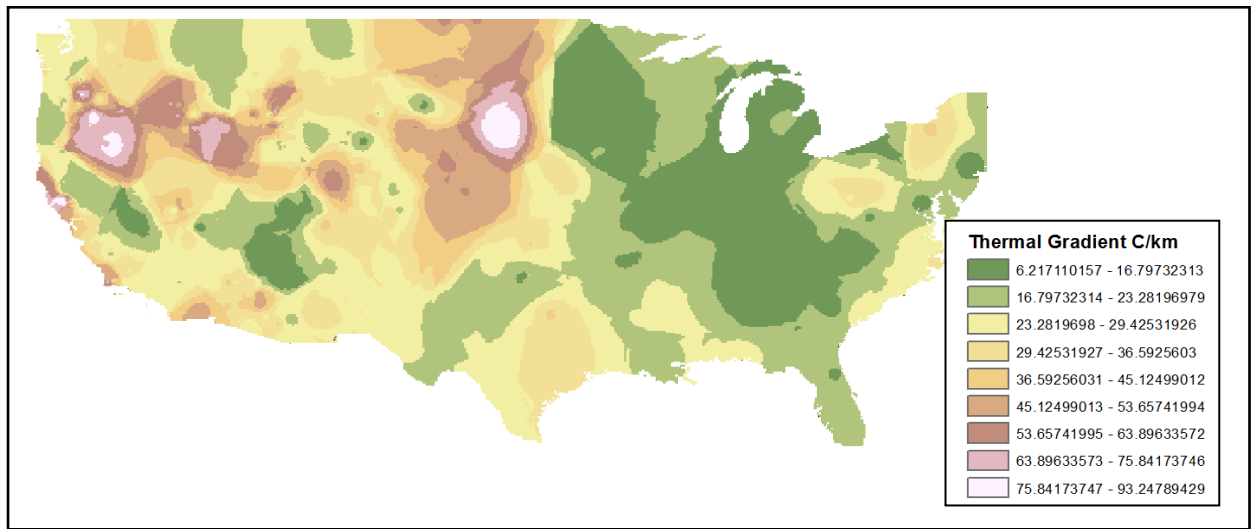 Thermal Gradient C/km
6.217110157 - 16.79732313
16.79732314 - 23.28196979
23.2819698 - 29.42531926
29.42531927 - 36.5925603
36.59256031 - 45.12499012
45.12499013 - 53.65741994
53.65741995 - 63.89633572
63.89633573 - 75.84173746
75.84173747 - 93.24789429